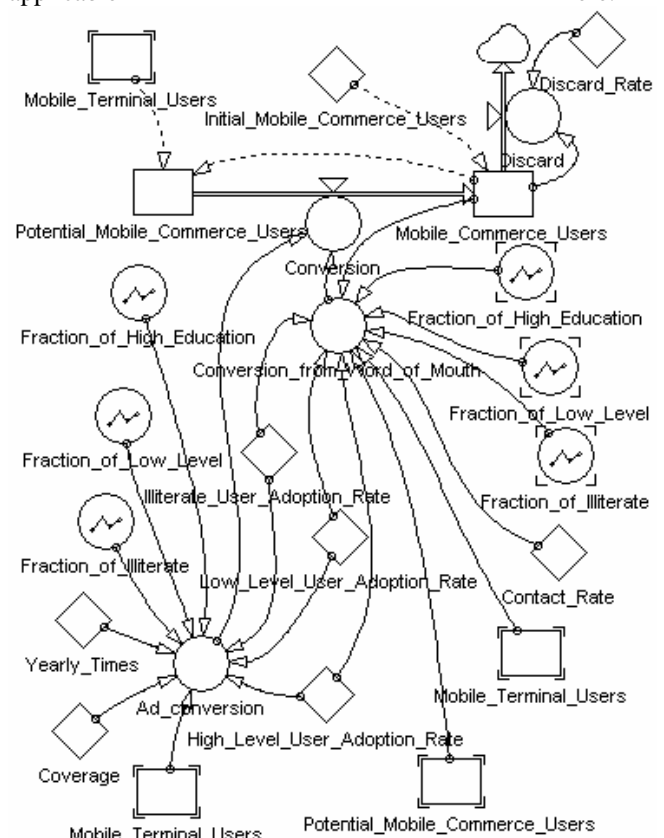 Mobile_Terminal_Users
Discard_Rate
Initial_Mobile_Commerce_Users
Discard
Potential_Mobile_Commerce_Users
Mobile_Commerce_Users
Conversion
Fraction_of_High_Education
Fraction_of_High_Education
Conversion_from_Word_of_Mouth
Fraction_of_Low_Level
Fraction_of_Low_Level
Illiterate_User_Adoption_Rate
Fraction_of_Illiterate
Fraction_of_Illiterate
Low_Level_User_Adoption_Rate
Contact_Rate
Yearly_Times
Mobile_Terminal_Users
Ad_conversion
High_Level_User_Adoption_Rate
Coverage
Potential_Mobile_Commerce_Users
Mobile_Terminal_Users